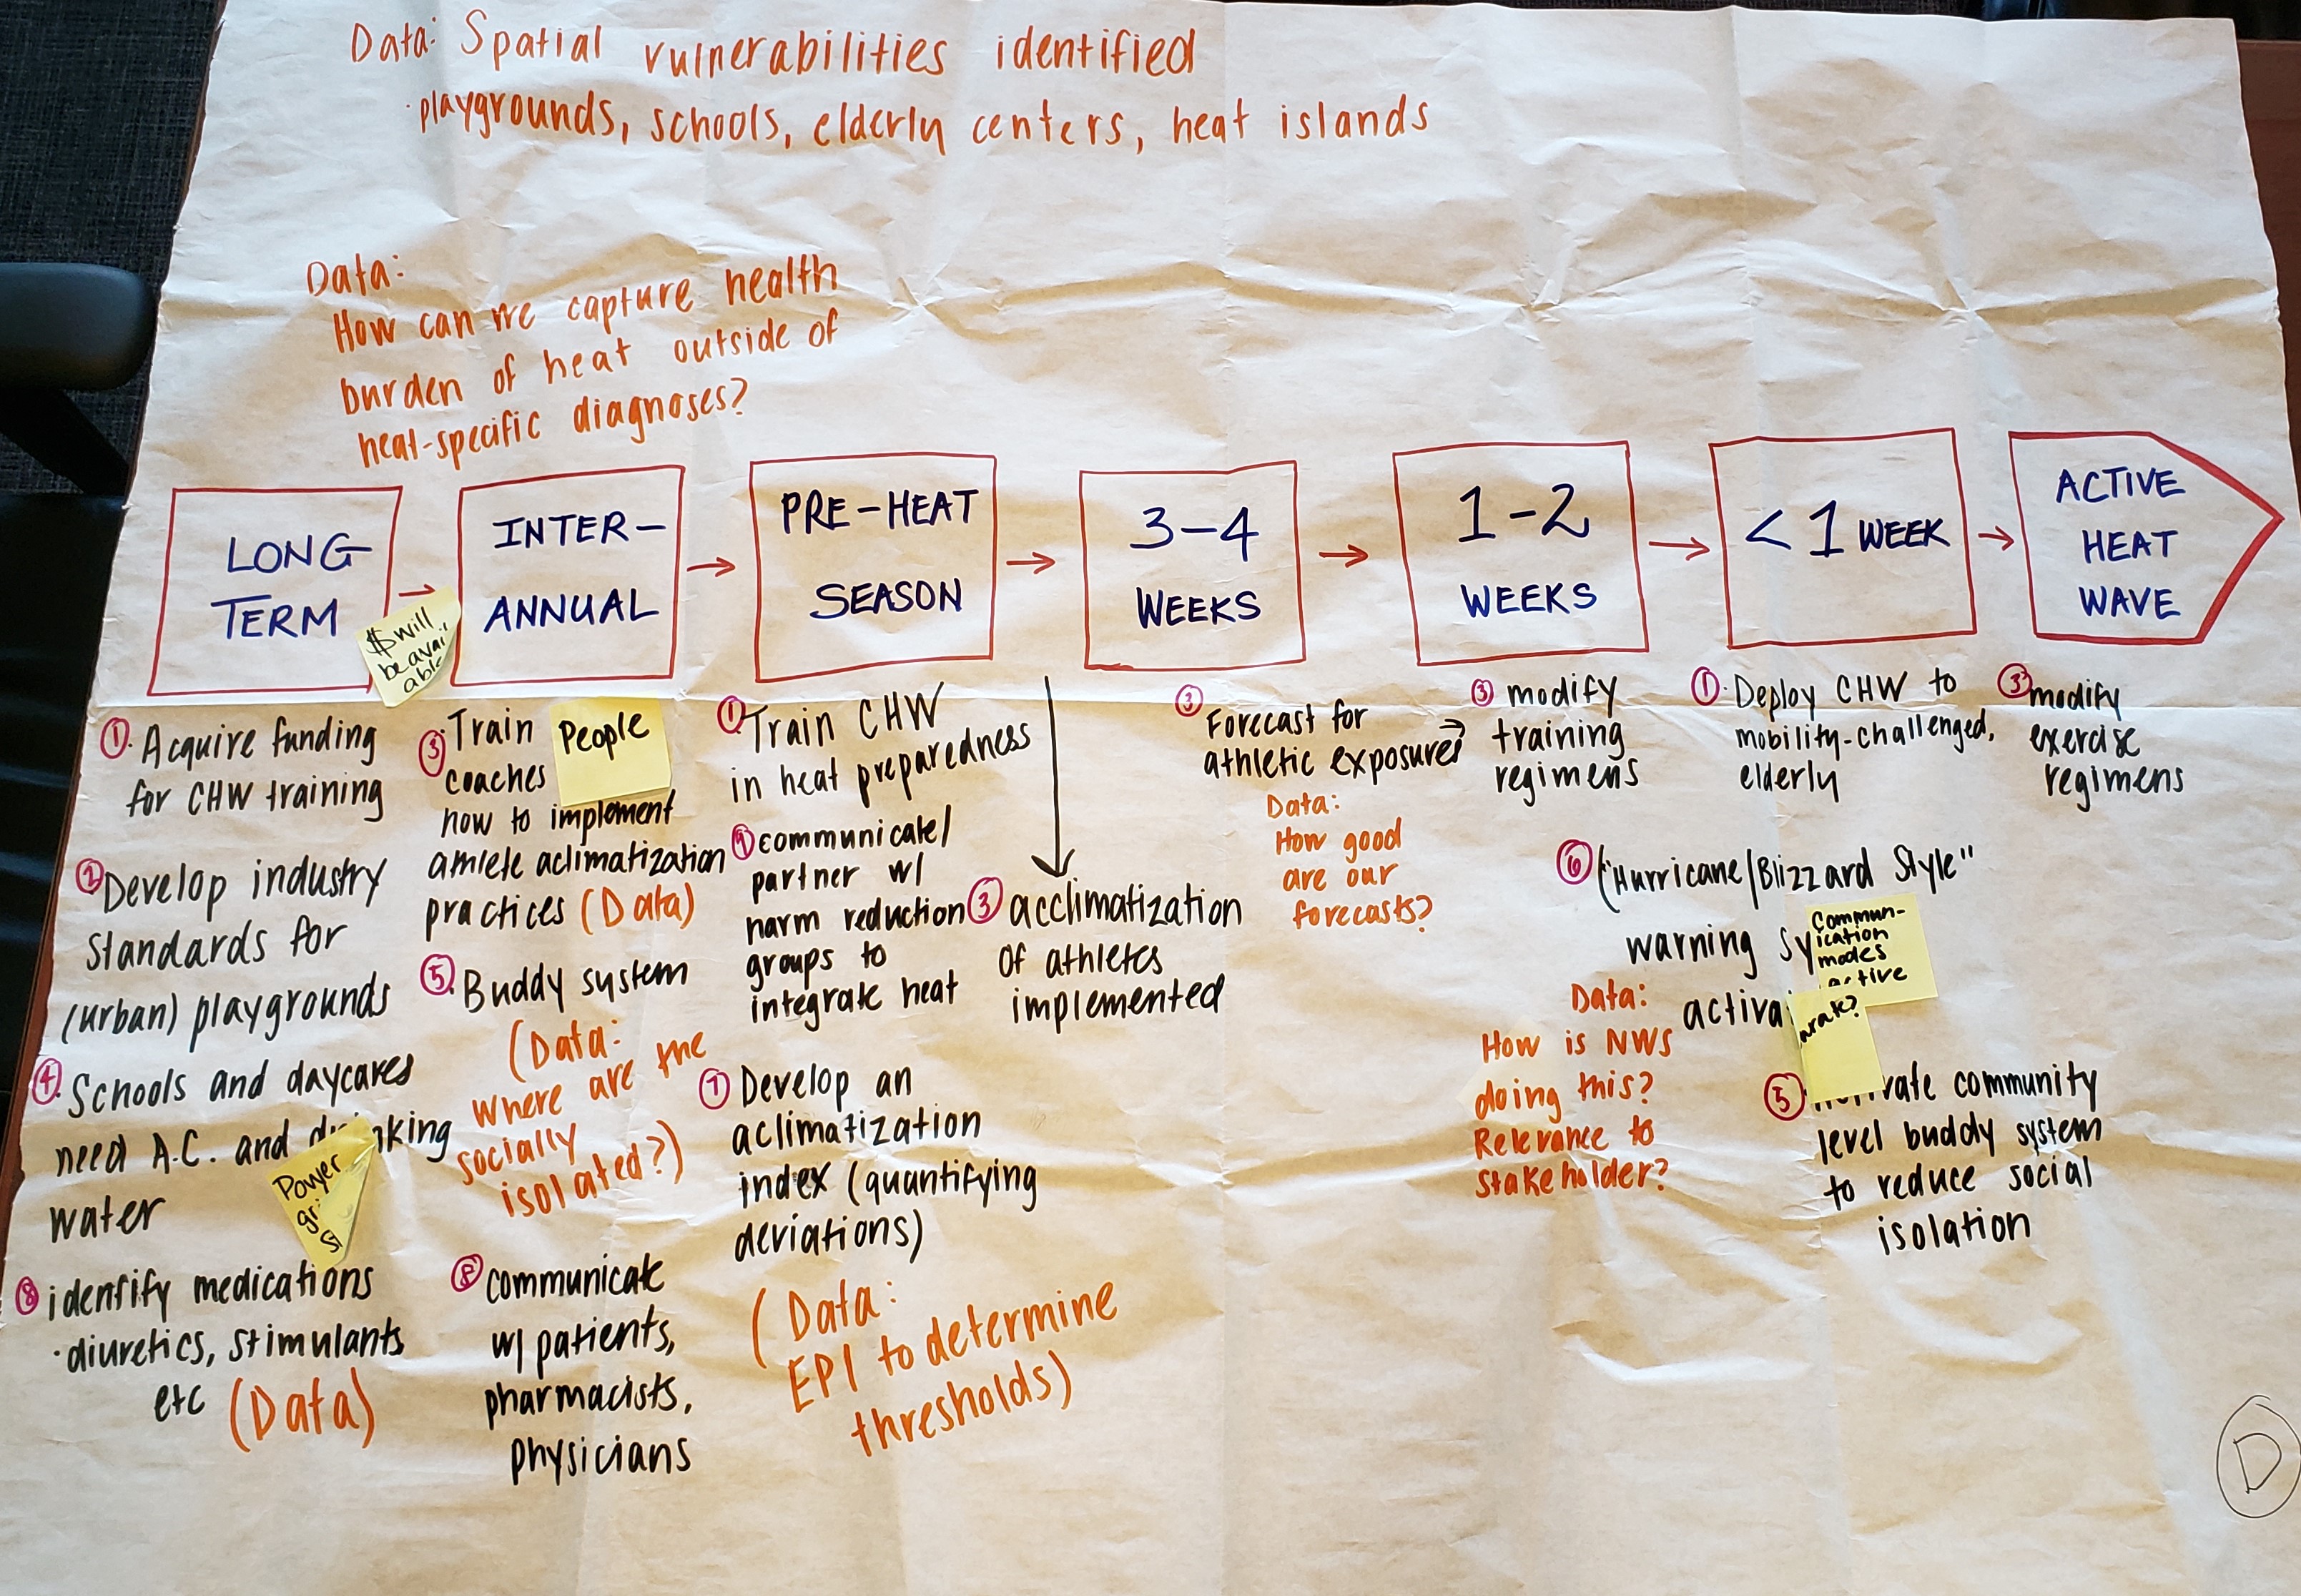 Data: Spatial vulnerabilities identified
· playgrounds, schools, elderly centers, heat islands
Data:
How can we capture health
burden of heat outside of
heat-specific diagnoses?
LONG
TERM
INTER-
ANNUAL
PRE-HEAT
SEASON
3-4
WEEKS
1-2
WEEKS
< 1 WEEK
ACTIVE
HEAT
WAVE
$ will
be avail
able
① Acquire funding
for CHW training
② Develop industry
standards for
(urban) playgrounds
④ Schools and daycares
need A.C. and drinking
water
Power
gri
Si
⑧ identify medications
· diuretics, stimulants
etc (Data)
③ Train
coaches
how to implement
athlete aclimatization
practices (Data)
People
⑤ Buddy system
(Data:
where are the
socially
isolated?)
⑧ communicate
w/ patients,
pharmacists,
physicians
① Train CHW
in heat preparedness
⑨ communicate/
partner w/
harm reduction
groups to
integrate heat
⑦ Develop an
aclimatization
index (quantifying
deviations)
(Data:
EPI to determine
thresholds)
③ acclimatization
of athletes
implemented
③ Forecast for
athletic exposures
Data:
How good
are our
forecasts?
③ modify
training
regimens
① Deploy CHW to
mobility-challenged,
elderly
⑥ ("Hurricane/Blizzard Style"
warning sy
activa
Commun-
ication
modes
active
Data:
How is NWS
doing this?
Relevance to
stakeholder?
⑤ vate community
level buddy system
to reduce social
isolation
③ modify
exercise
regimens
D